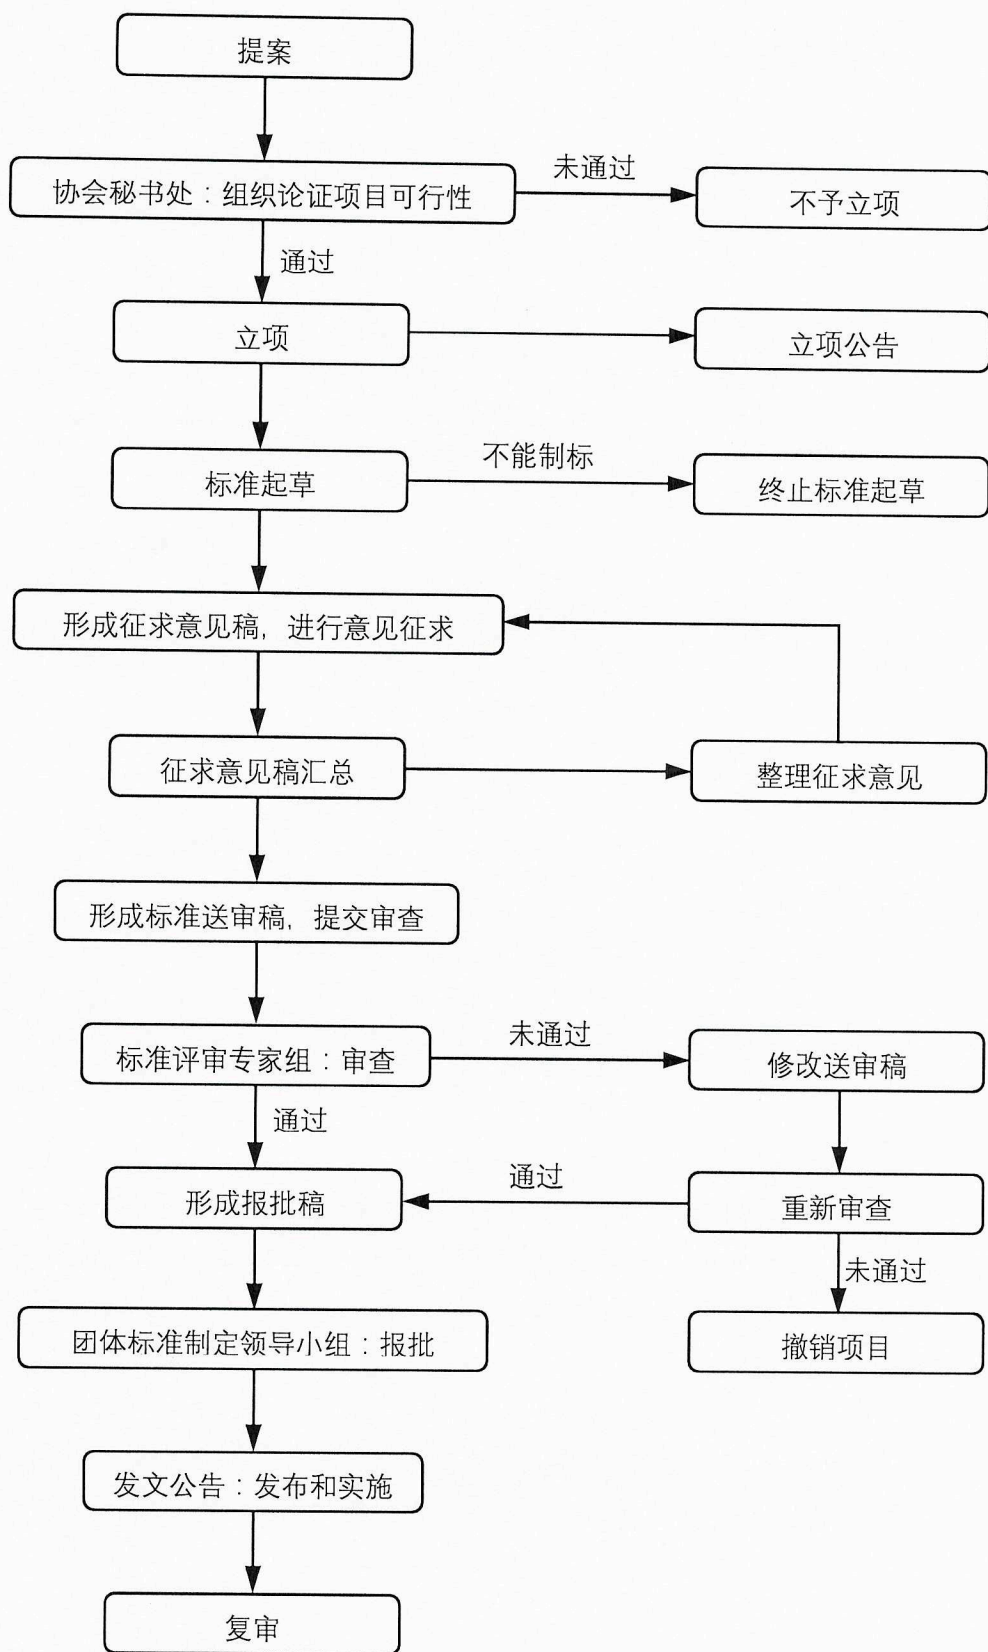 提案
协会秘书处：组织论证项目可行性
未通过
不予立项
通过
立项
立项公告
标准起草
不能制标
终止标准起草
形成征求意见稿，进行意见征求
征求意见稿汇总
整理征求意见
形成标准送审稿，提交审查
标准评审专家组：审查
未通过
修改送审稿
通过
形成报批稿
通过
重新审查
未通过
团体标准制定领导小组：报批
撤销项目
发文公告：发布和实施
复审